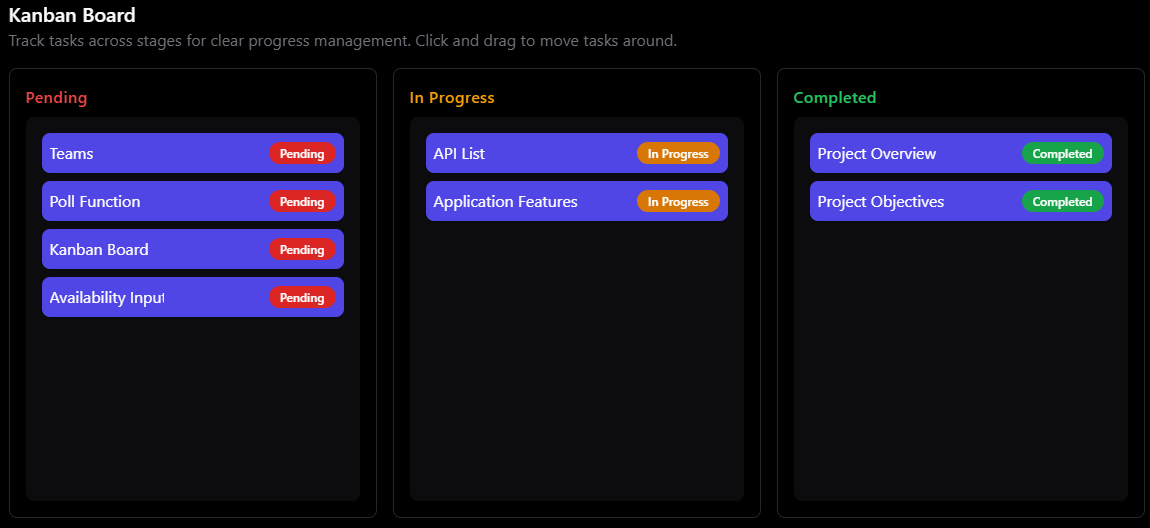 Kanban Board
Track tasks across stages for clear progress management. Click and drag to move tasks around.
Pending
Teams Pending
Poll Function Pending
Kanban Board Pending
Availability Input Pending
In Progress
API List In Progress
Application Features In Progress
Completed
Project Overview Completed
Project Objectives Completed